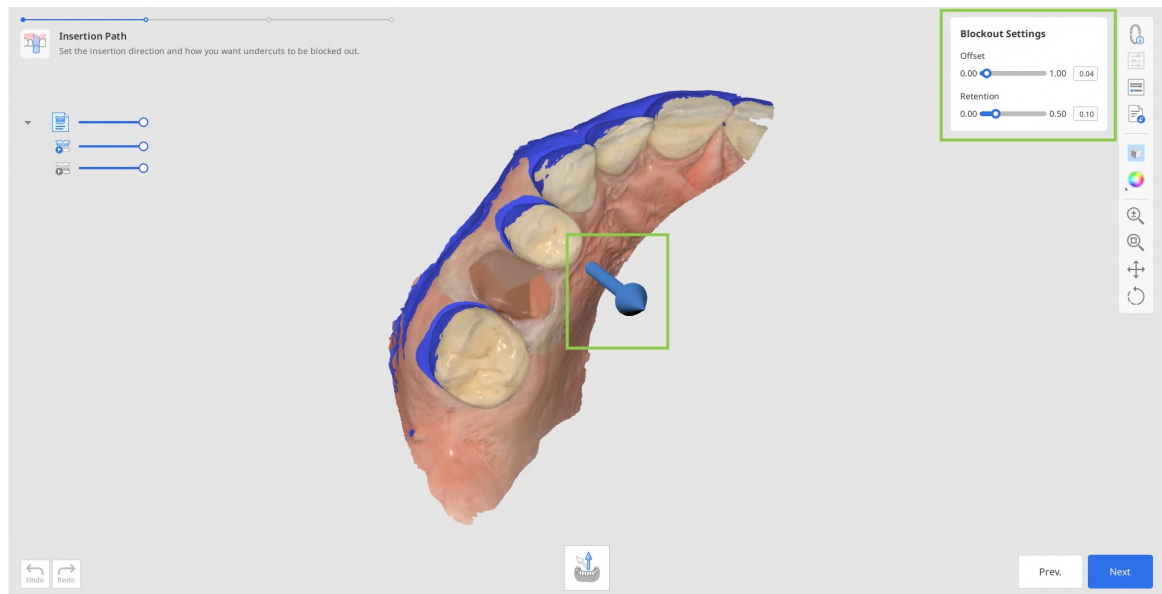 Insertion Path
Set the insertion direction and how you want undercuts to be blocked out.
Blockout Settings
Offset
0.00 1.00 0.04
Retention
0.00 0.50 0.10
Undo Redo
Prev. Next